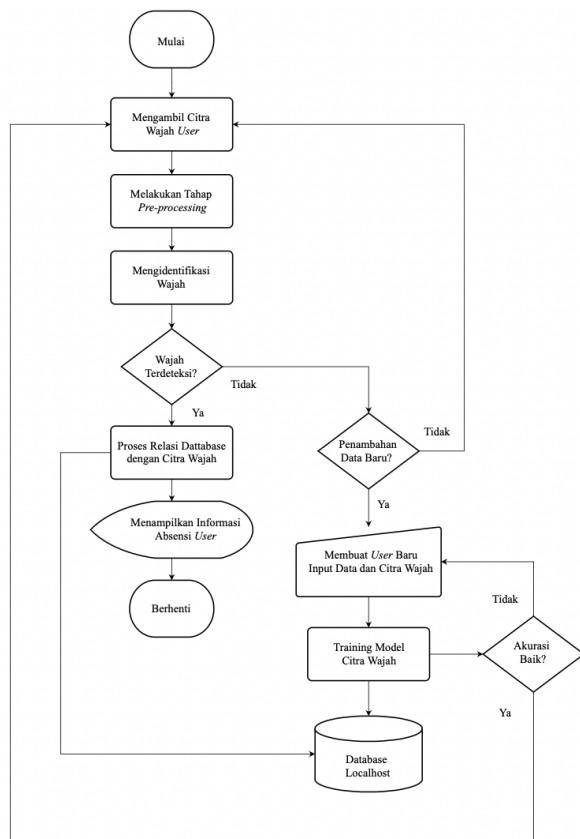 Mulai
Mengambil Citra
Wajah User
Melakukan Tahap
Pre-processing
Mengidentifikasi
Wajah
Wajah
Terdeteksi?
Tidak
Ya
Proses Relasi Dattabase
dengan Citra Wajah
Menampilkan Informasi
Absensi User
Berhenti
Penambahan
Data Baru?
Tidak
Ya
Membuat User Baru
Input Data dan Citra Wajah
Training Model
Citra Wajah
Akurasi
Baik?
Tidak
Ya
Database
Localhost